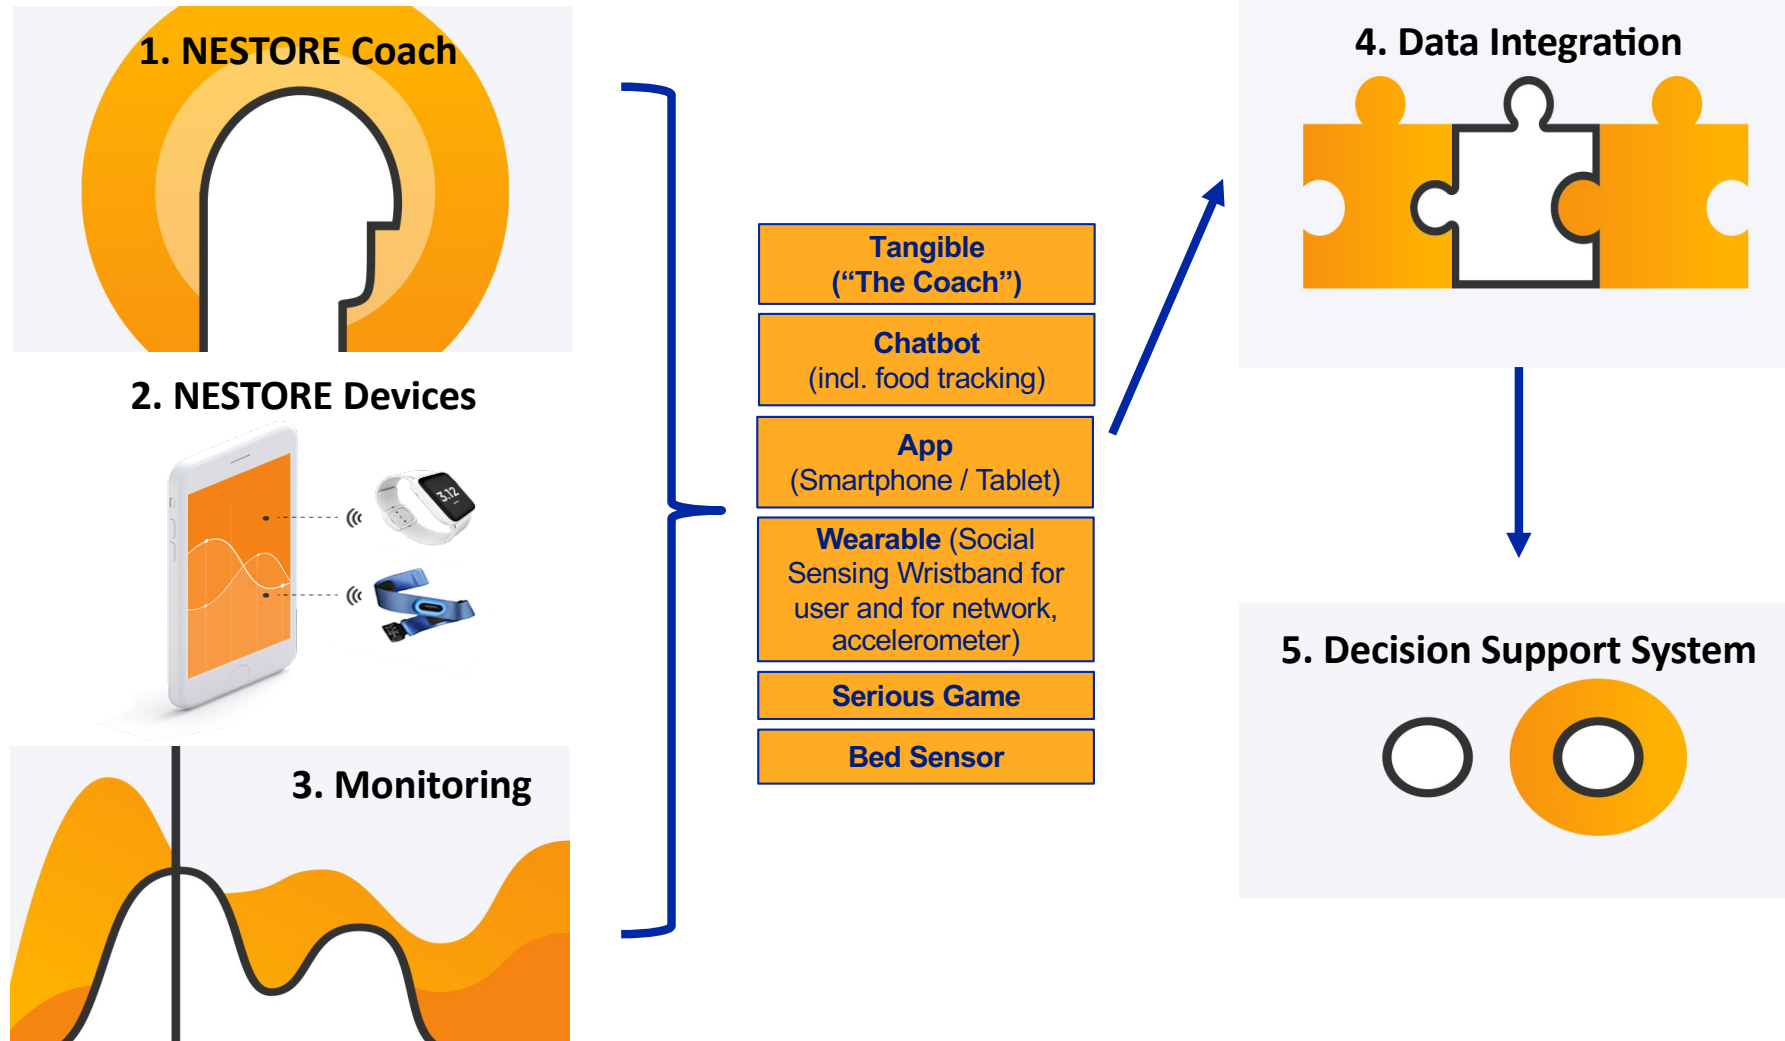 1. NESTORE Coach
2. NESTORE Devices
3.12
3. Monitoring
Tangible
(“The Coach”)
Chatbot
(incl. food tracking)
App
(Smartphone / Tablet)
Wearable (Social
Sensing Wristband for
user and for network,
accelerometer)
Serious Game
Bed Sensor
4. Data Integration
5. Decision Support System